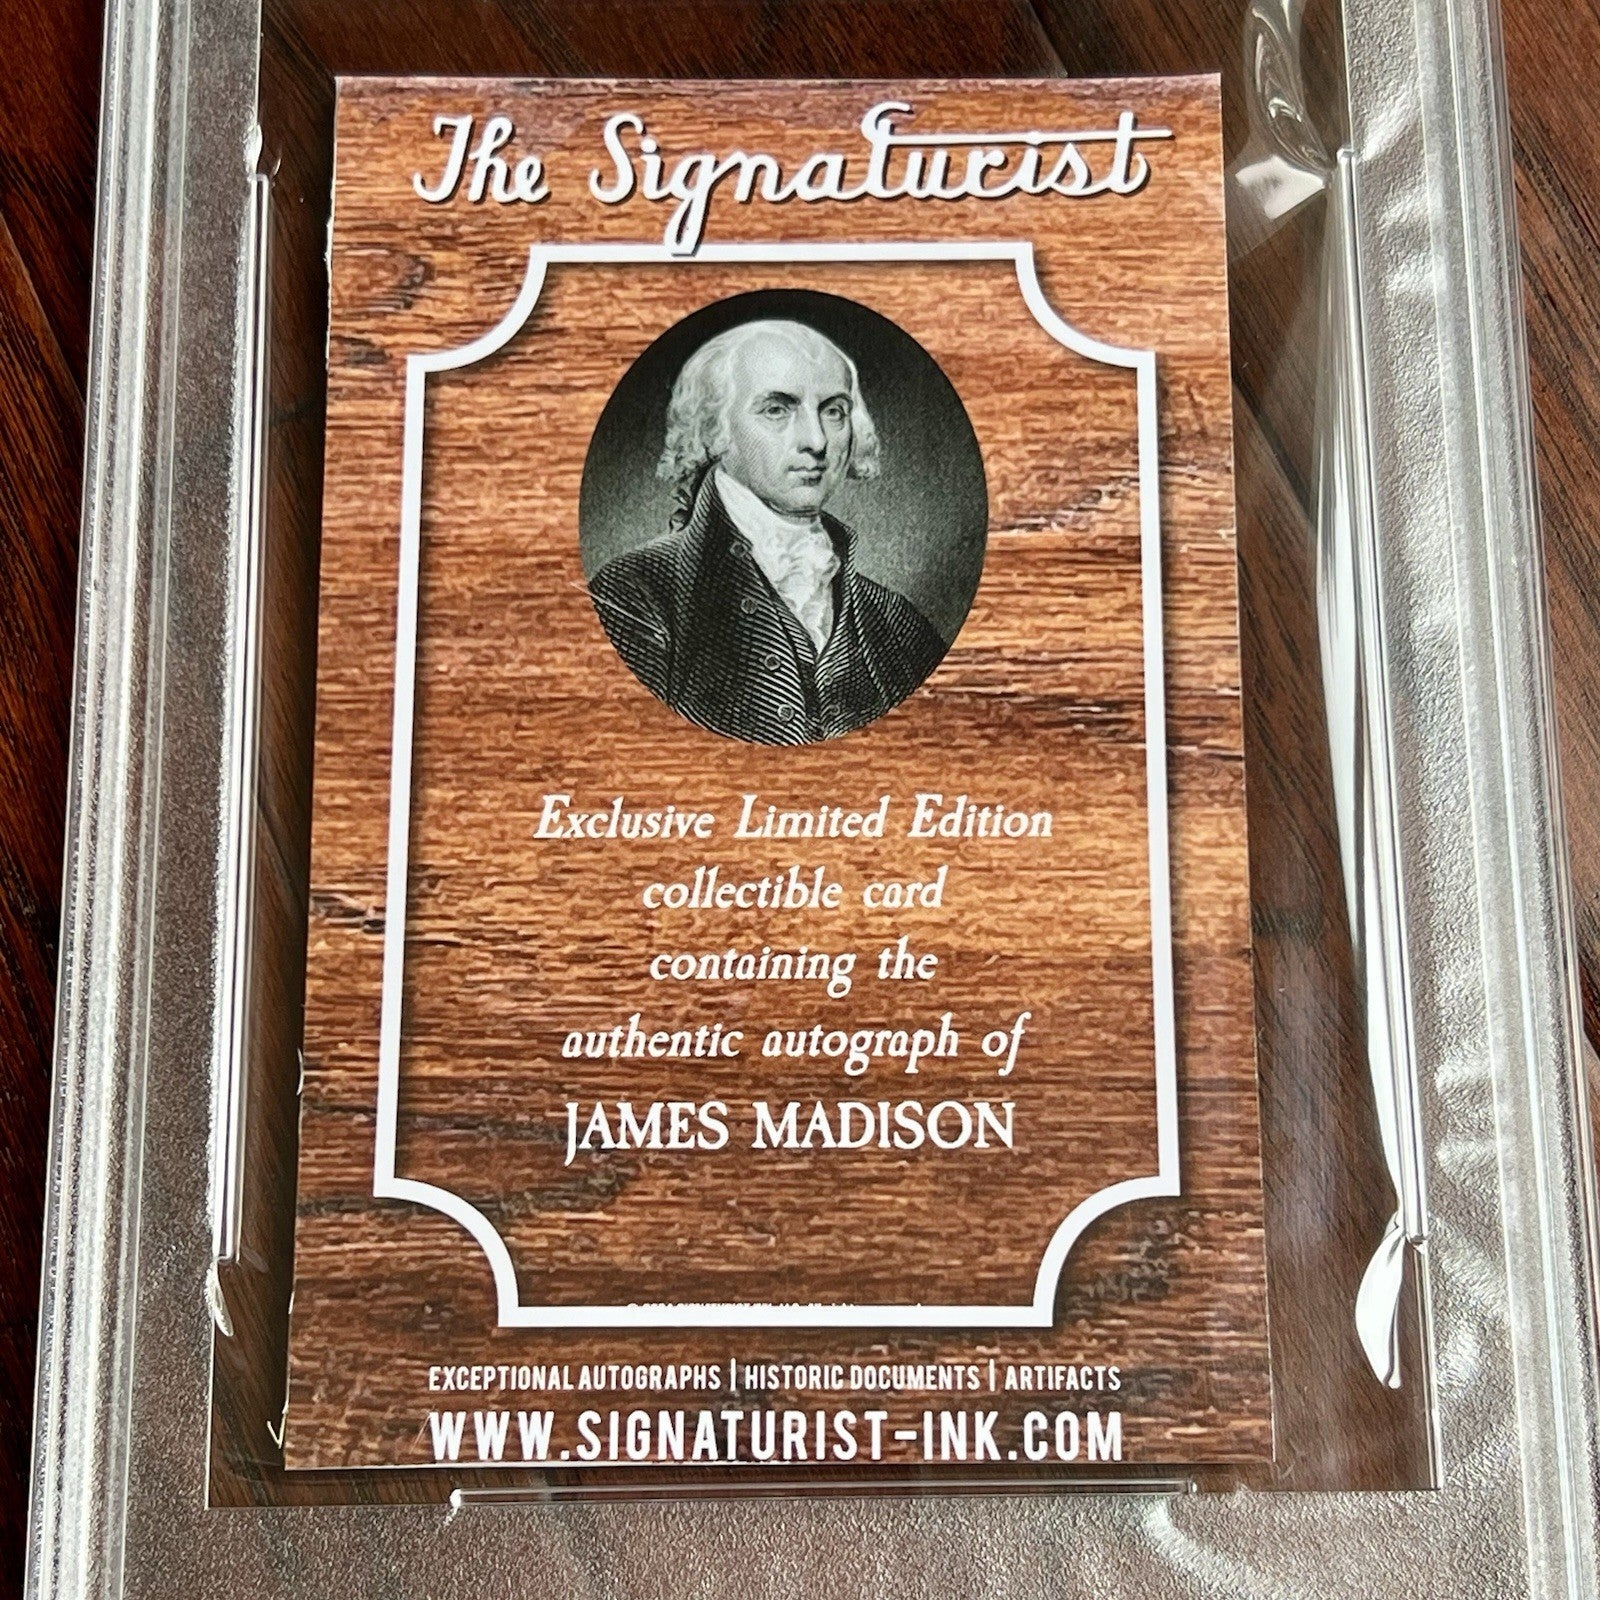 The Signaturist
Exclusive Limited Edition
collectible card
containing the
authentic autograph of
JAMES MADISON
EXCEPTIONAL AUTOGRAPHS | HISTORIC DOCUMENTS | ARTIFACTS
WWW.SIGNATURIST-INK.COM